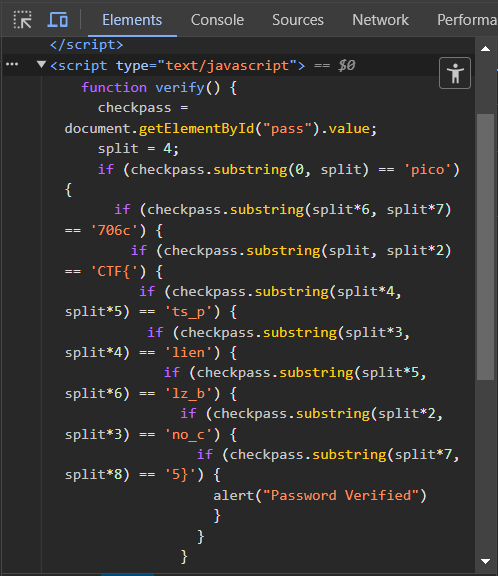 Elements Console Sources Network Performa
</script>
<script type="text/javascript"> == $0
function verify() {
checkpass =
document.getElementById("pass").value;
split = 4;
if (checkpass.substring(0, split) == 'pico')
{
if (checkpass.substring(split*6, split*7)
== '706c') {
if (checkpass.substring(split, split*2)
== 'CTF{') {
if (checkpass.substring(split*4,
split*5) == 'ts_p') {
if (checkpass.substring(split*3,
split*4) == 'lien') {
if (checkpass.substring(split*5,
split*6) == 'lz_b') {
if (checkpass.substring(split*2,
split*3) == 'no_c') {
if (checkpass.substring(split*7,
split*8) == '5}') {
alert("Password Verified")
}
}
}